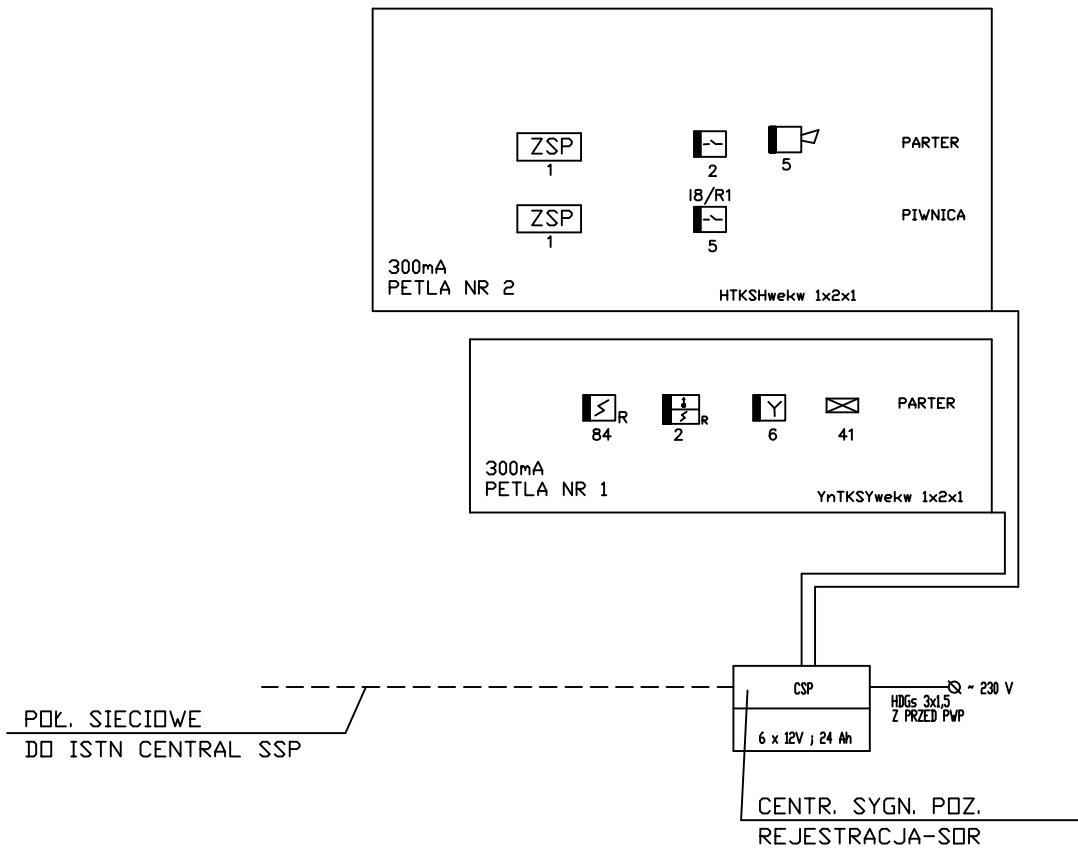 ZSP
1
2
5
PARTER
I8/R1
ZSP
1
5
PIWNICA
300mA
PETLA NR 2
HTKSHwekw 1x2x1
R
84
R
2
Y
6
41
PARTER
300mA
PETLA NR 1
YnTKSYwekw 1x2x1
CSP
~ 230 V
HDGs 3x1,5
Z PRZED PWP
6 x 12V ; 24 Ah
POŁ. SIECIOWE
DO ISTN CENTRAL SSP
CENTR. SYGN. POZ.
REJESTRACJA-SOR